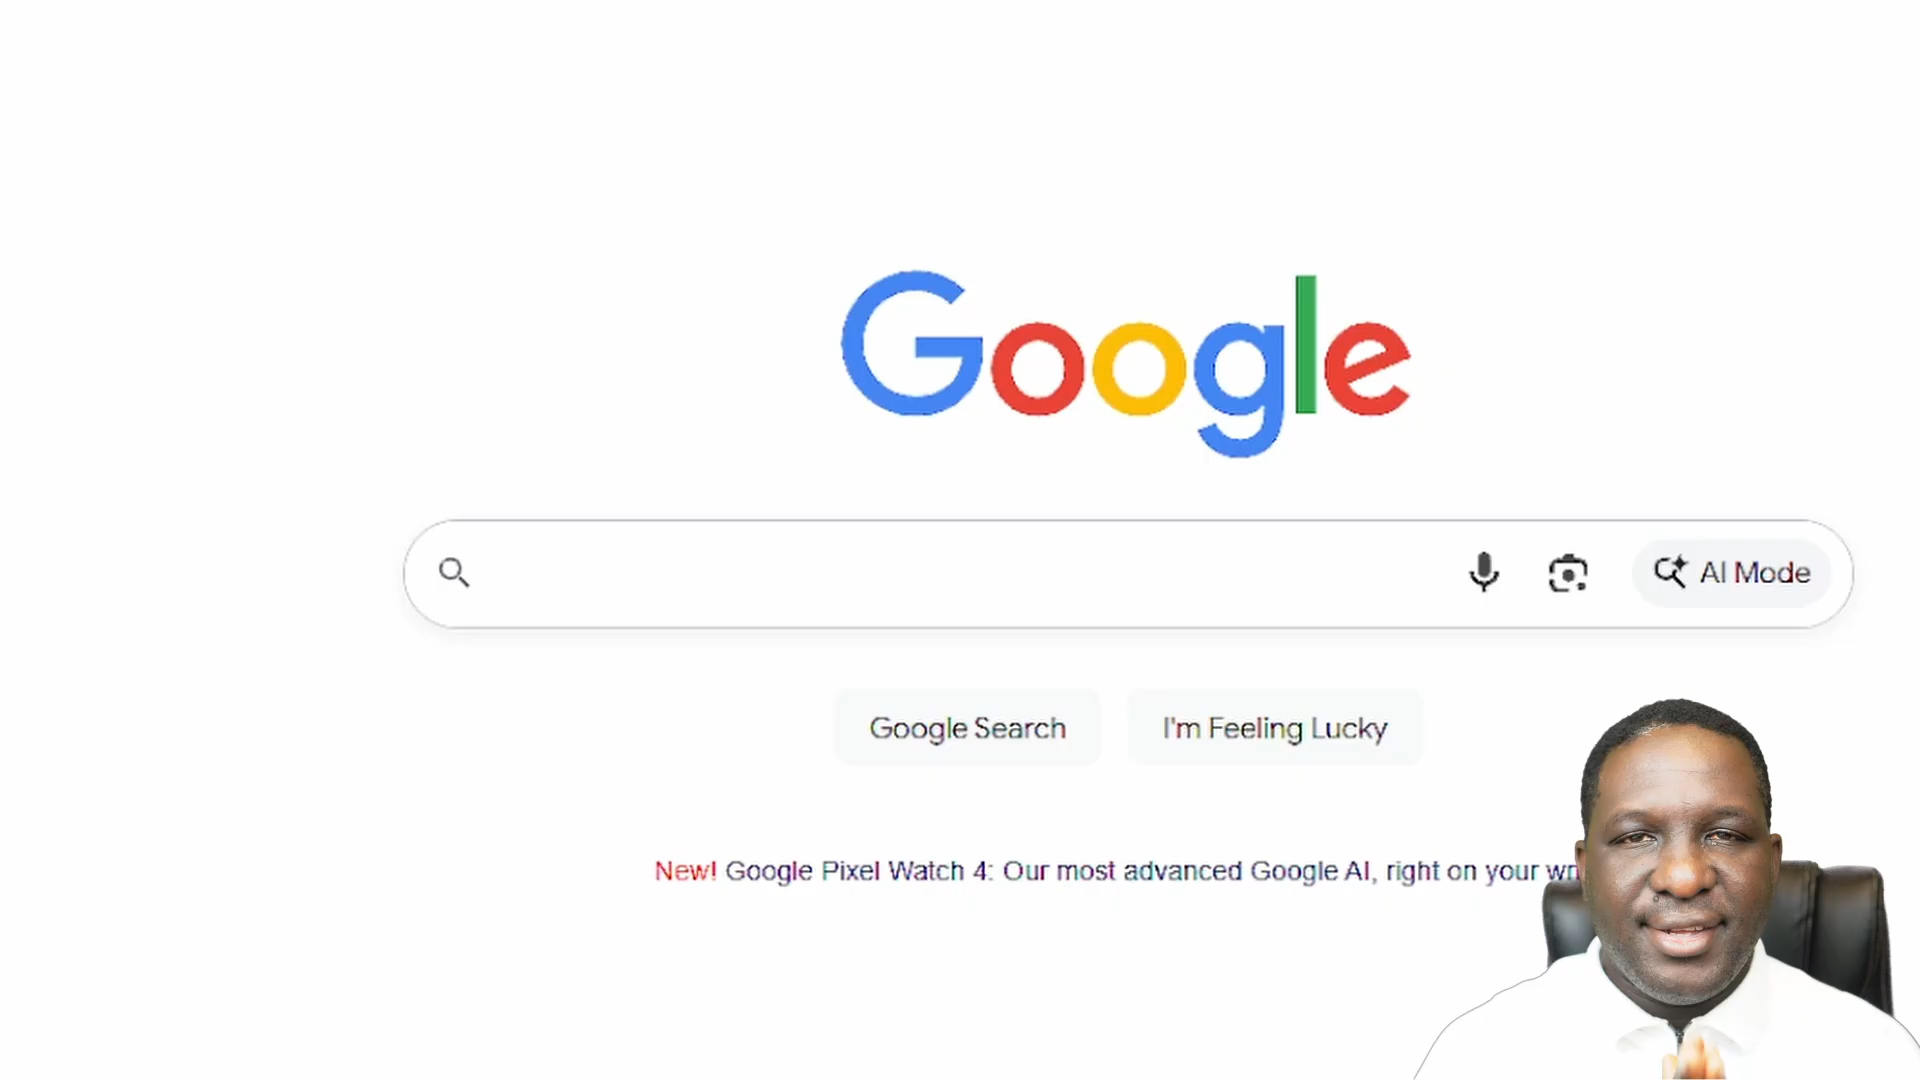 Google
AI Mode
Google Search
I'm Feeling Lucky
New! Google Pixel Watch 4: Our most advanced Google AI, right on your